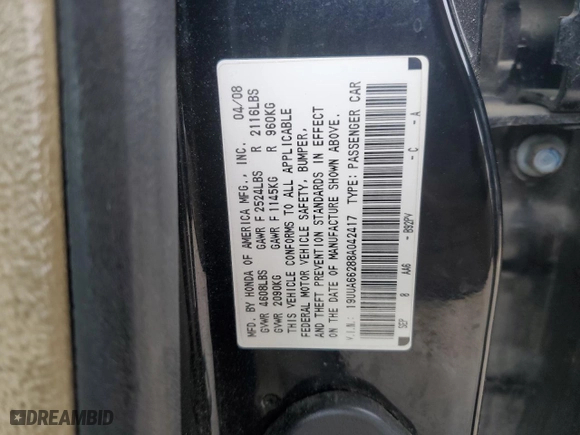 MFD. BY HONDA OF AMERICA MFG., INC. 04/08
GVWR 4608LBS GAWR F 2524LBS R 2116LBS
GVWR 2090KG GAWR F 1145KG R 960KG
THIS VEHICLE CONFORMS TO ALL APPLICABLE
FEDERAL MOTOR VEHICLE SAFETY, BUMPER,
AND THEFT PREVENTION STANDARDS IN EFFECT
ON THE DATE OF MANUFACTURE SHOWN ABOVE.
V.I.N.: 19UUA66288A042417 TYPE: PASSENGER CAR
SEP 8 AA6 - B92PV - C - A
DREAMBID